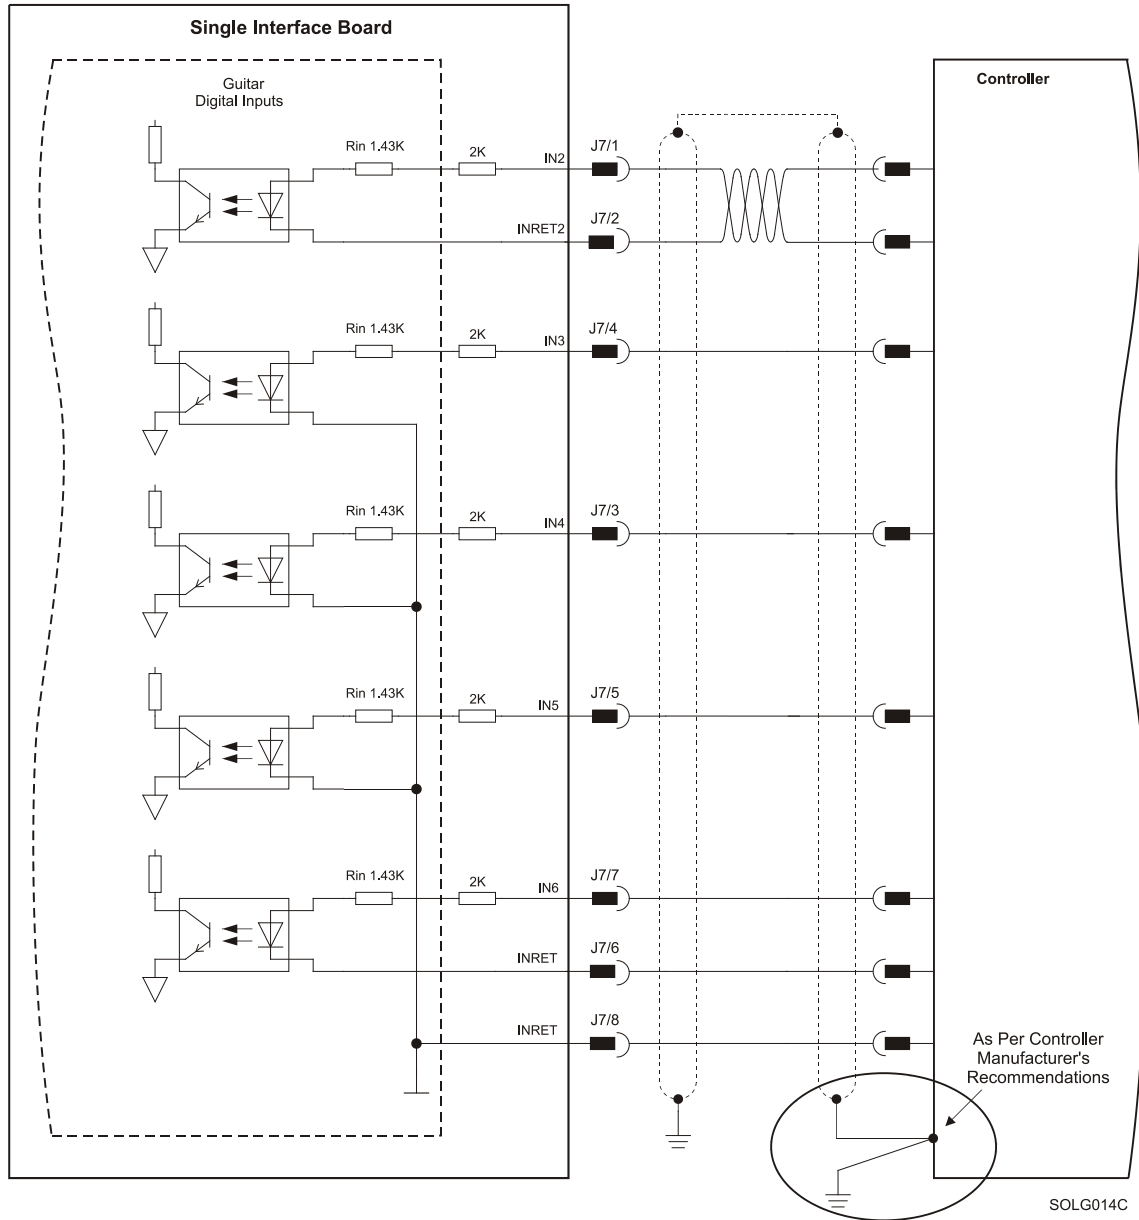 Single Interface Board
Guitar
Digital Inputs
Controller
Rin 1.43K
2K
IN2
J7/1
INRET2
J7/2
Rin 1.43K
2K
IN3
J7/4
Rin 1.43K
2K
IN4
J7/3
Rin 1.43K
2K
IN5
J7/5
Rin 1.43K
2K
IN6
J7/7
INRET
J7/6
INRET
J7/8
As Per Controller
Manufacturer's
Recommendations
SOLG014C